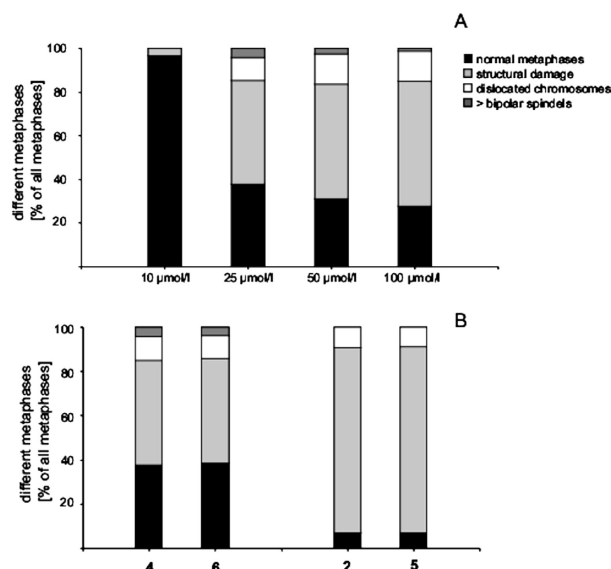 A
different metaphases
[% of all metaphases]
100
80
60
40
20
10 µmol/l
25 µmol/l
50 µmol/l
100 µmol/l
normal metaphases
structural damage
dislocated chromosomes
> bipolar spindels
B
different metaphases
[% of all metaphases]
100
80
60
40
20
4
6
2
5